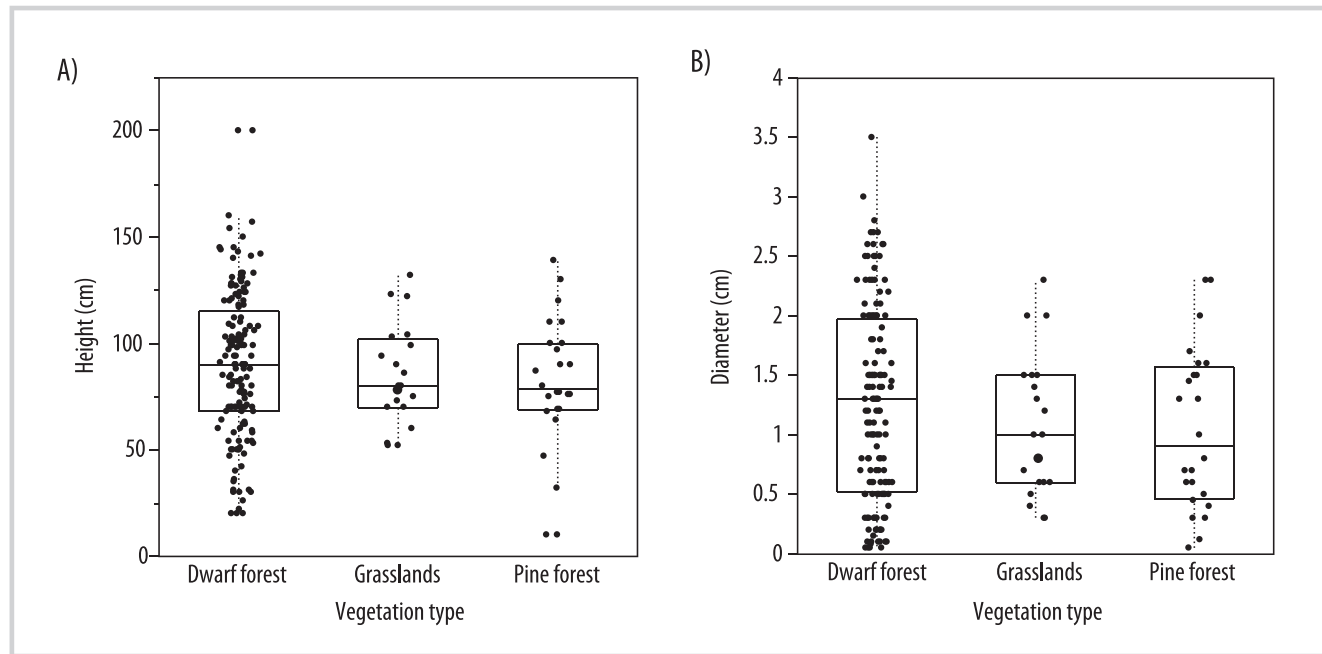 A)
200
150
100
50
0
Height (cm)
Dwarf forest
Grasslands
Pine forest
Vegetation type
B)
4
3.5
3
2.5
2
1.5
1
0.5
0
Diameter (cm)
Dwarf forest
Grasslands
Pine forest
Vegetation type